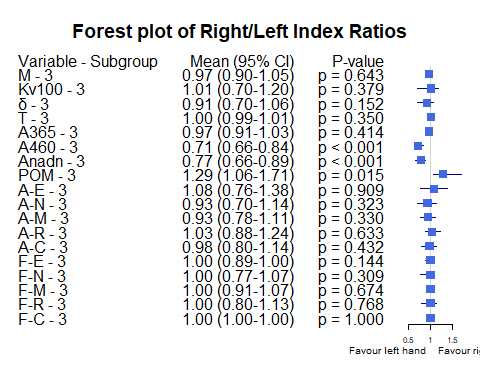 Forest plot of Right/Left Index Ratios
Variable - Subgroup Mean (95% CI) P-value
M - 3 0.97 (0.90-1.05) p = 0.643
Kv100 - 3 1.01 (0.70-1.20) p = 0.379
δ - 3 0.91 (0.70-1.06) p = 0.152
T - 3 1.00 (0.99-1.01) p = 0.350
A365 - 3 0.97 (0.91-1.03) p = 0.414
A460 - 3 0.71 (0.66-0.84) p < 0.001
Anadn - 3 0.77 (0.66-0.89) p < 0.001
POM - 3 1.29 (1.06-1.71) p = 0.015
A-E - 3 1.08 (0.76-1.38) p = 0.909
A-N - 3 0.93 (0.70-1.14) p = 0.323
A-M - 3 0.93 (0.78-1.11) p = 0.330
A-R - 3 1.03 (0.88-1.24) p = 0.633
A-C - 3 0.98 (0.80-1.14) p = 0.432
F-E - 3 1.00 (0.89-1.00) p = 0.144
F-N - 3 1.00 (0.77-1.07) p = 0.309
F-M - 3 1.00 (0.91-1.07) p = 0.674
F-R - 3 1.00 (0.80-1.13) p = 0.768
F-C - 3 1.00 (1.00-1.00) p = 1.000
0.5 1 1.5
Favour left hand Favour ri